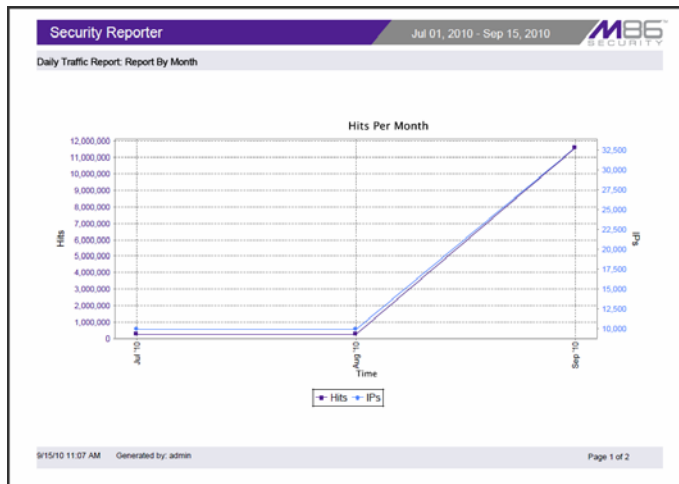 Security Reporter
Jul 01, 2010 - Sep 15, 2010
M86
SECURITY
Daily Traffic Report: Report By Month
Hits Per Month
12,000,000
11,000,000
10,000,000
9,000,000
8,000,000
7,000,000
6,000,000
5,000,000
4,000,000
3,000,000
2,000,000
1,000,000
0
Hits
32,500
30,000
27,500
25,000
22,500
20,000
17,500
15,000
12,500
10,000
IPs
Jul '10
Aug '10
Sep '10
Time
Hits IPs
9/15/10 11:07 AM Generated by: admin
Page 1 of 2